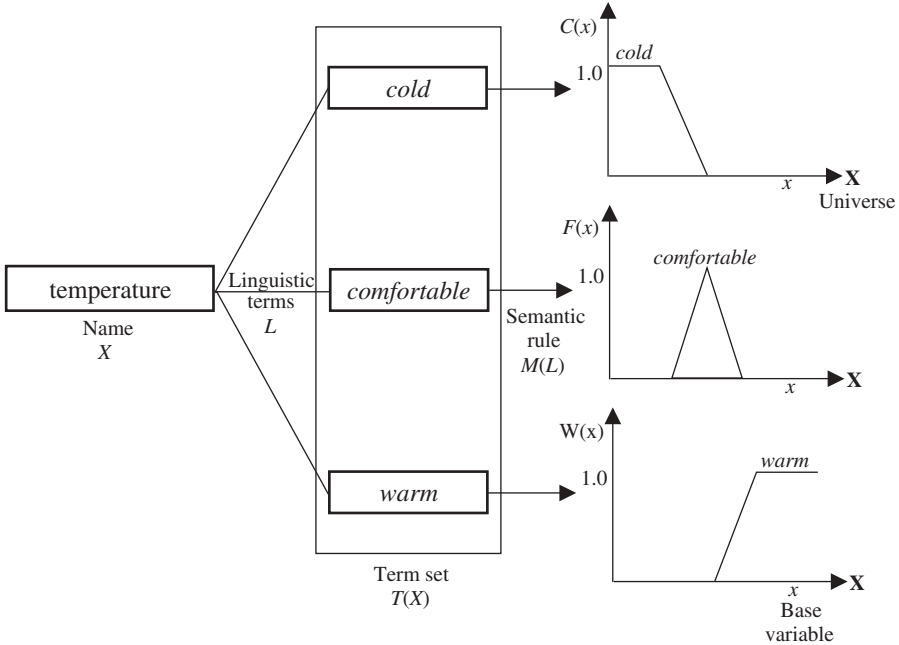 C(x)
cold
1.0
cold
x
X
Universe
F(x)
comfortable
1.0
temperature
Linguistic
terms
L
comfortable
Name
X
Semantic
rule
M(L)
x
X
W(x)
warm
1.0
warm
Term set
T(X)
x
X
Base
variable